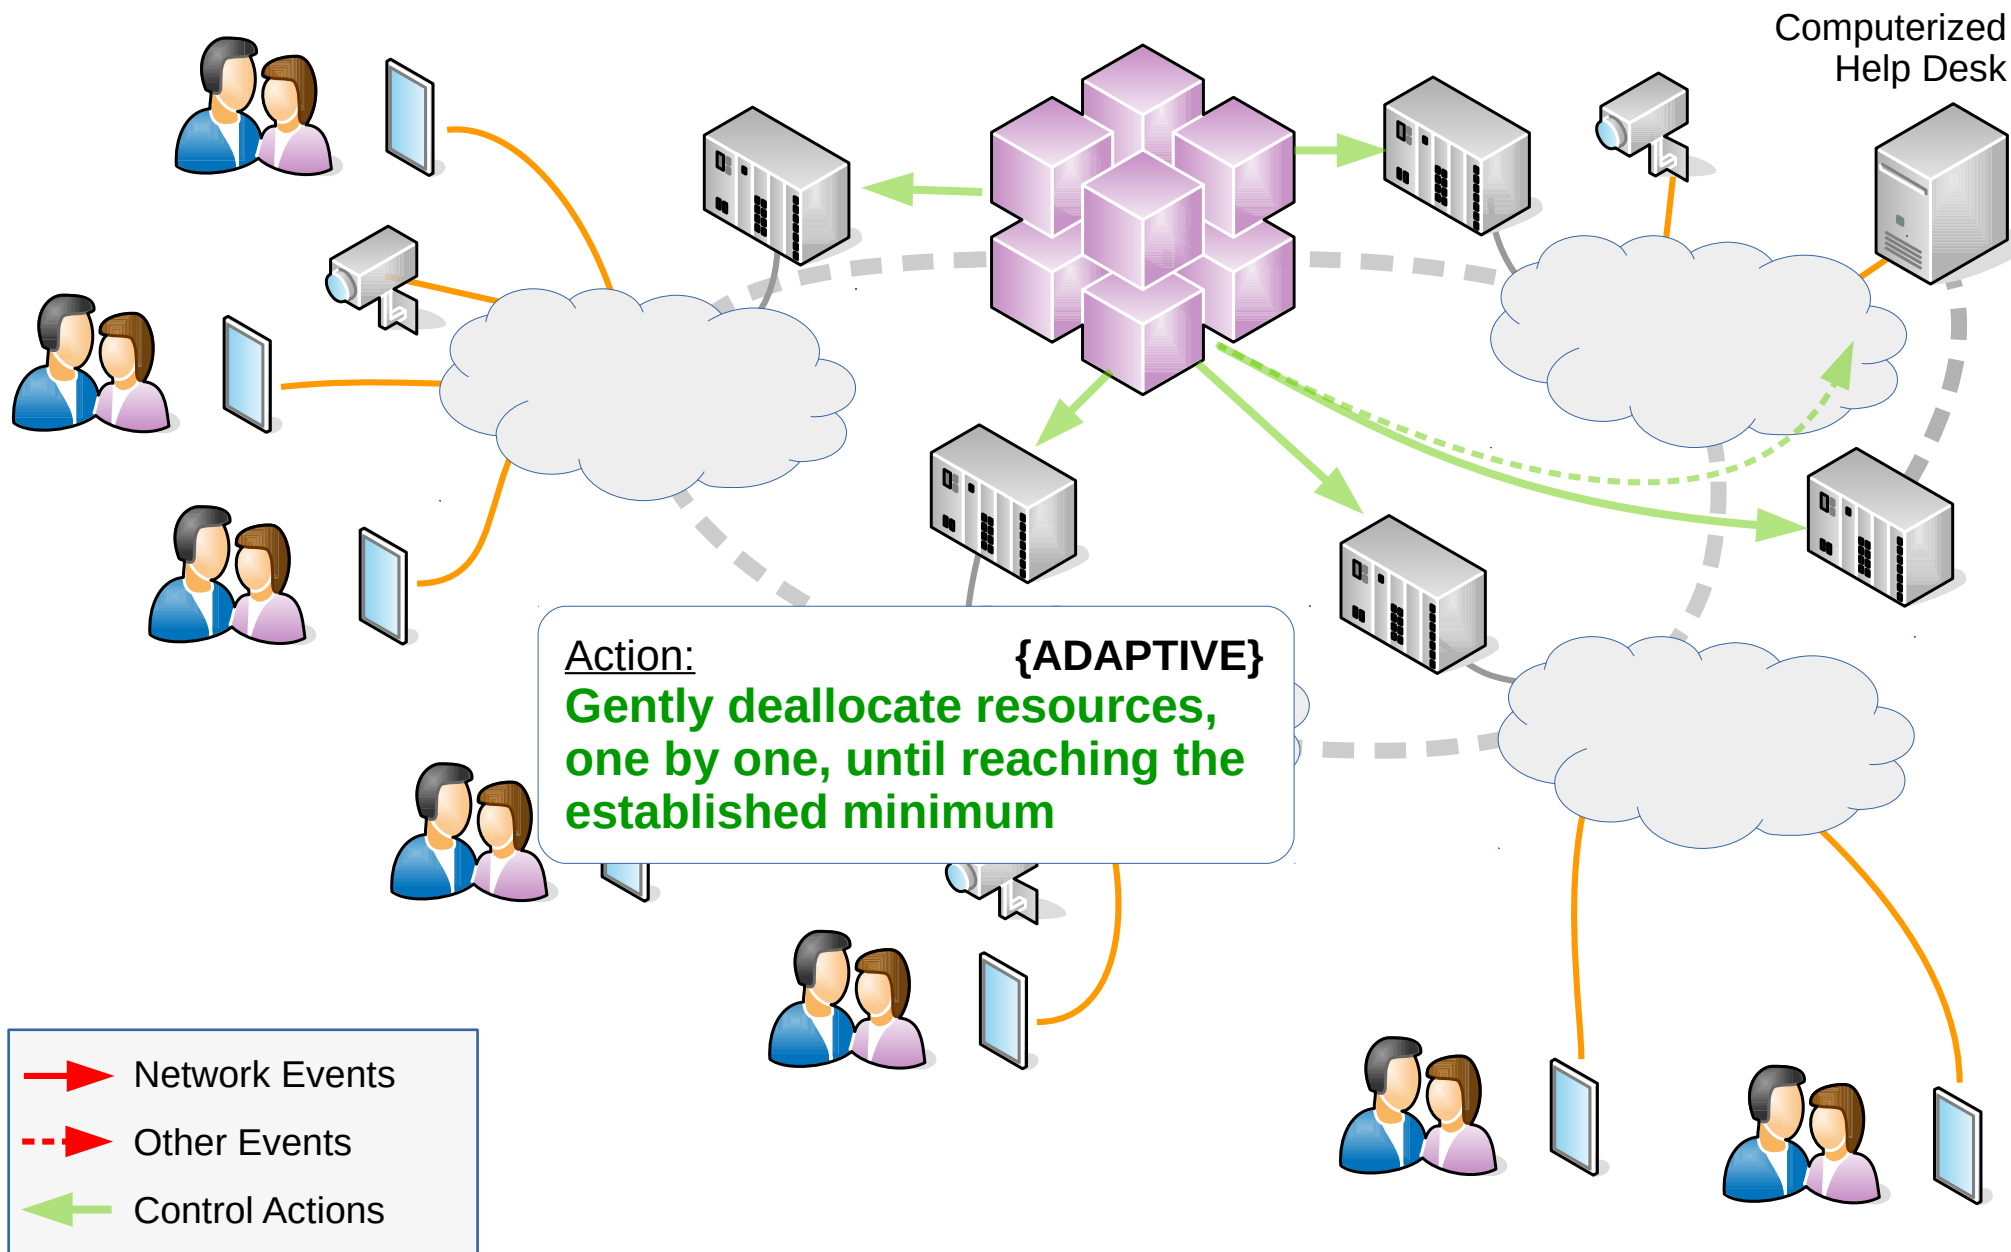 Computerized
Help Desk
Action: {ADAPTIVE}
Gently deallocate resources,
one by one, until reaching the
established minimum
Network Events
Other Events
Control Actions